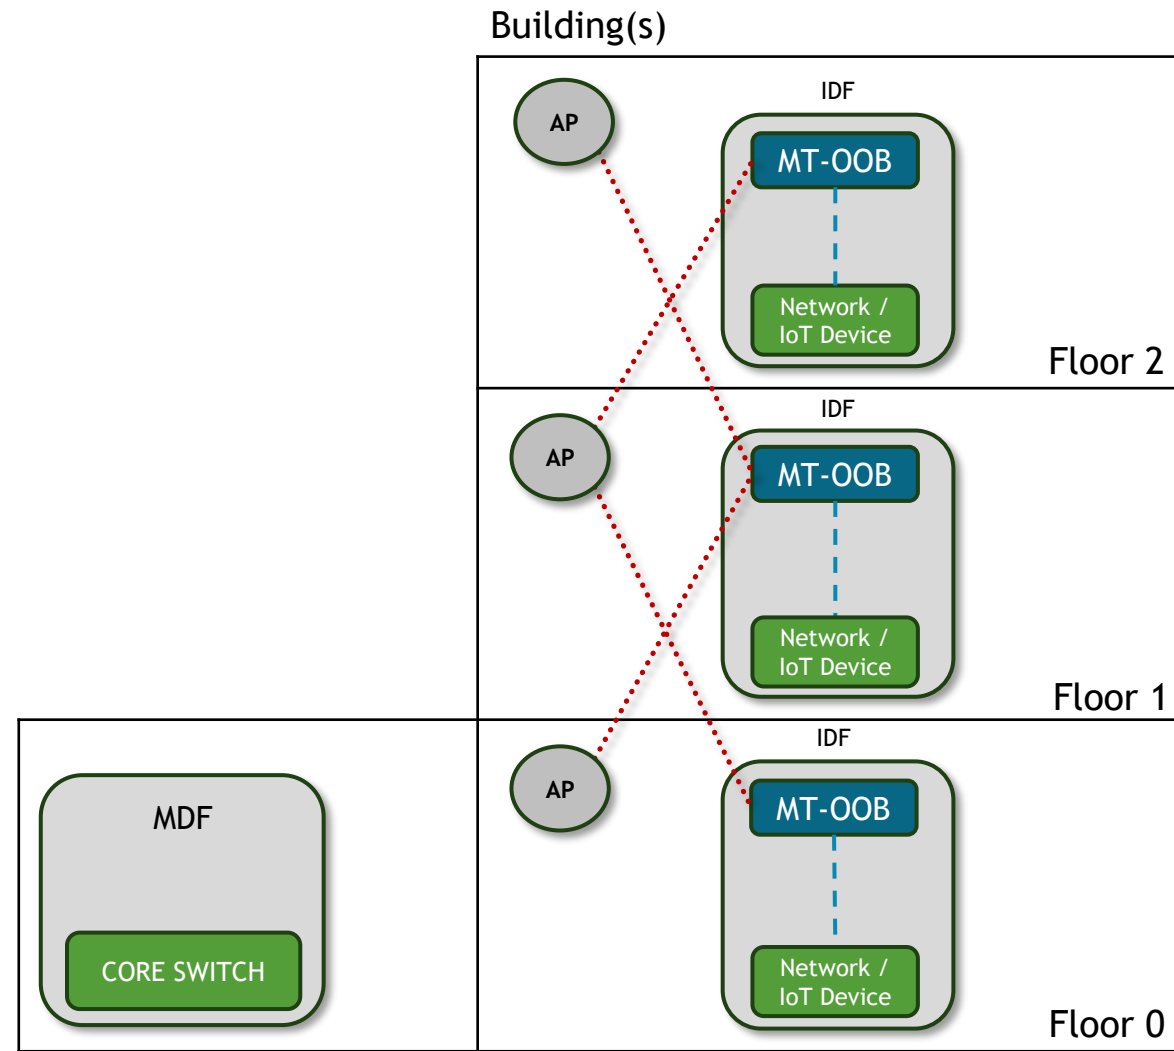 Building(s)
AP
IDF
MT-OOB
Network /
IoT Device
Floor 2
AP
IDF
MT-OOB
Network /
IoT Device
Floor 1
MDF
CORE SWITCH
AP
IDF
MT-OOB
Network /
IoT Device
Floor 0